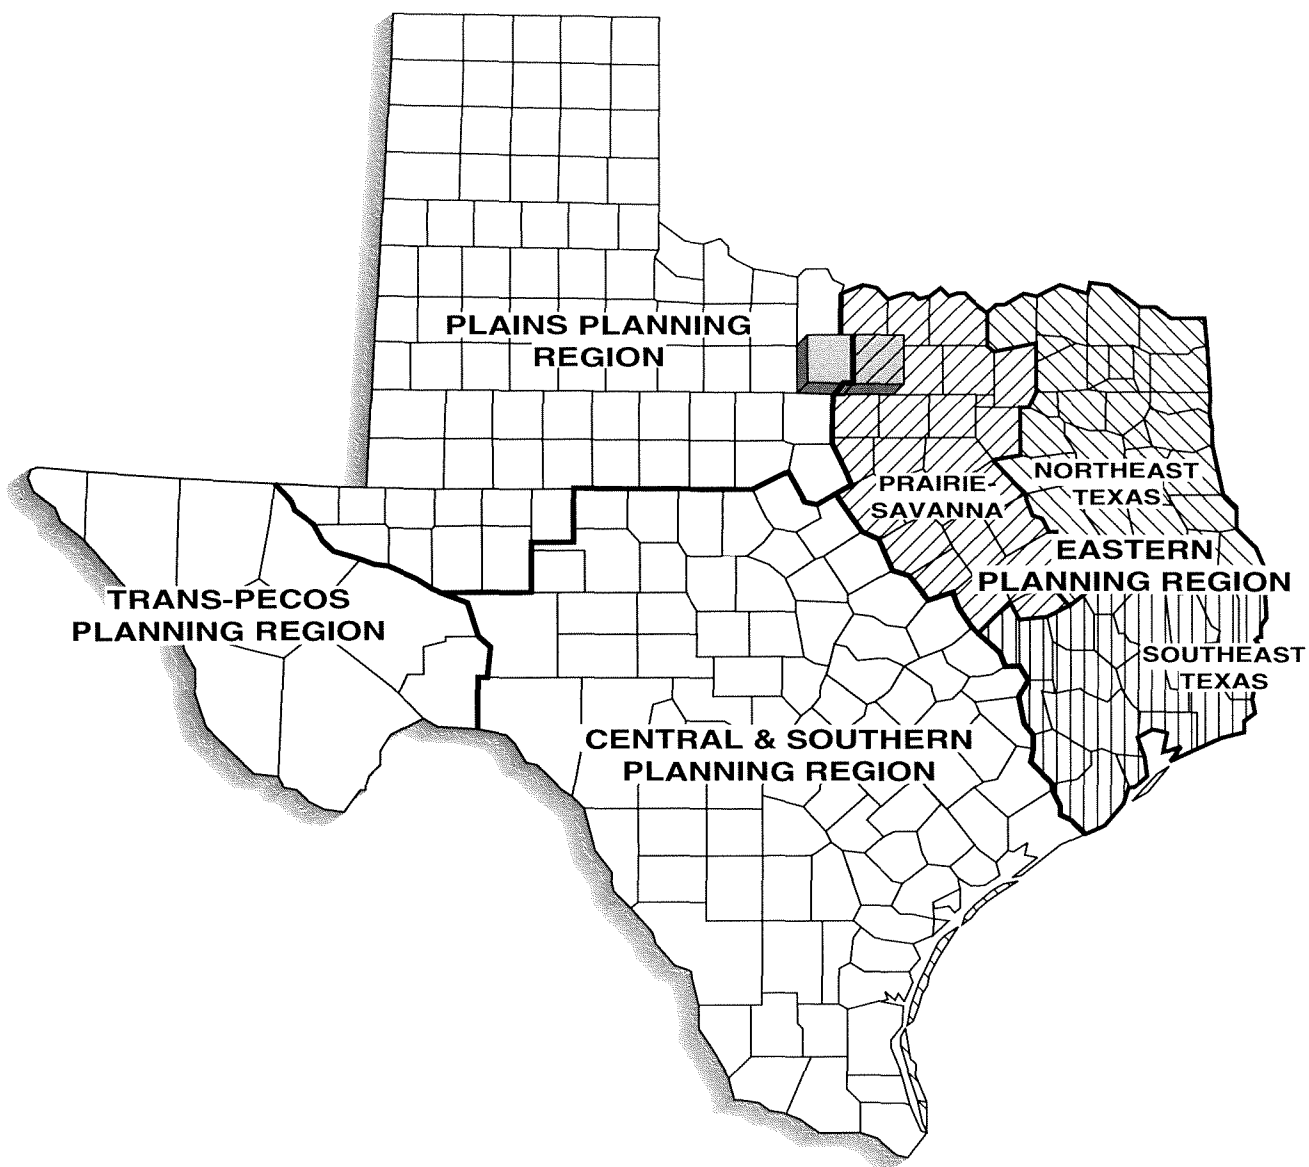 PLAINS PLANNING
REGION
PRAIRIE-
SAVANNA
NORTHEAST
TEXAS
EASTERN
PLANNING REGION
TRANS-PECOS
PLANNING REGION
SOUTHEAST
TEXAS
CENTRAL & SOUTHERN
PLANNING REGION